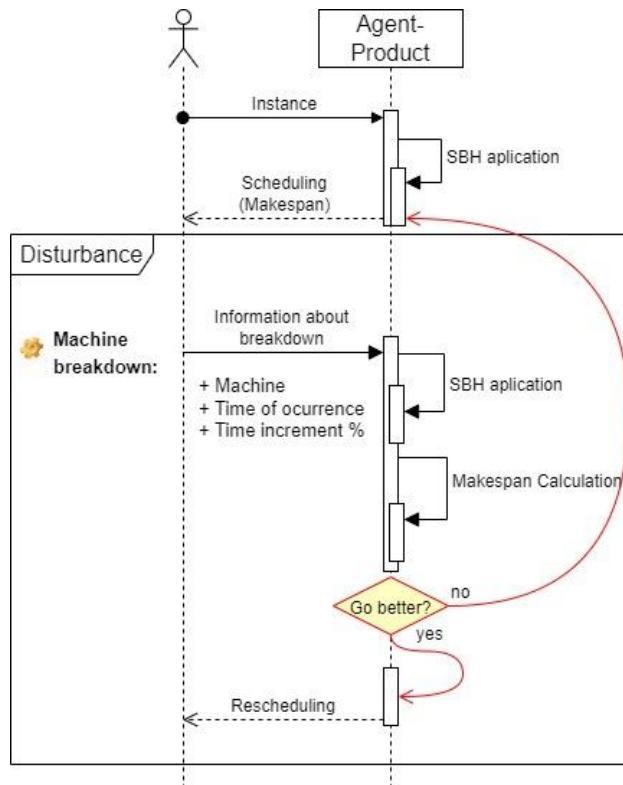 Agent-
Product
Instance
SBH aplication
Scheduling
(Makespan)
Disturbance
Information about
breakdown
Machine
breakdown:
+ Machine
+ Time of ocurrence
+ Time increment %
SBH aplication
Makespan Calculation
Go better?
no
yes
Rescheduling